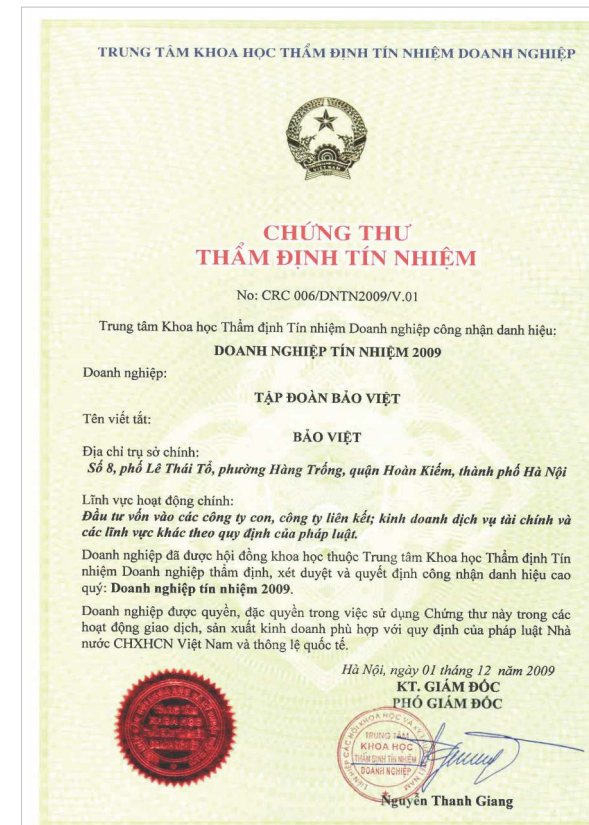 TRUNG TÂM KHOA HỌC THẨM ĐỊNH TÍN NHIỆM DOANH NGHIỆP
VIỆT NAM
CHỨNG THƯ
THẨM ĐỊNH TÍN NHIỆM
No: CRC 006/DNTN2009/V.01
Trung tâm Khoa học Thẩm định Tín nhiệm Doanh nghiệp công nhận danh hiệu:
DOANH NGHIỆP TÍN NHIỆM 2009
Doanh nghiệp:
TẬP ĐOÀN BẢO VIỆT
Tên viết tắt:
BẢO VIỆT
Địa chỉ trụ sở chính:
Số 8, phố Lê Thái Tổ, phường Hàng Trống, quận Hoàn Kiếm, thành phố Hà Nội
Lĩnh vực hoạt động chính:
Đầu tư vốn vào các công ty con, công ty liên kết; kinh doanh dịch vụ tài chính và
các lĩnh vực khác theo quy định của pháp luật.
Doanh nghiệp đã được hội đồng khoa học thuộc Trung tâm Khoa học Thẩm định Tín
nhiệm Doanh nghiệp thẩm định, xét duyệt và quyết định công nhận danh hiệu cao
quý: Doanh nghiệp tín nhiệm 2009.
Doanh nghiệp được quyền, đặc quyền trong việc sử dụng Chứng thư này trong các
hoạt động giao dịch, sản xuất kinh doanh phù hợp với quy định của pháp luật Nhà
nước CHXHCN Việt Nam và thông lệ quốc tế.
Hà Nội, ngày 01 tháng 12 năm 2009
KT. GIÁM ĐỐC
PHÓ GIÁM ĐỐC
TRUNG TÂM
KHOA HỌC
THẨM ĐỊNH TÍN NHIỆM
DOANH NGHIỆP
Nguyễn Thanh Giang